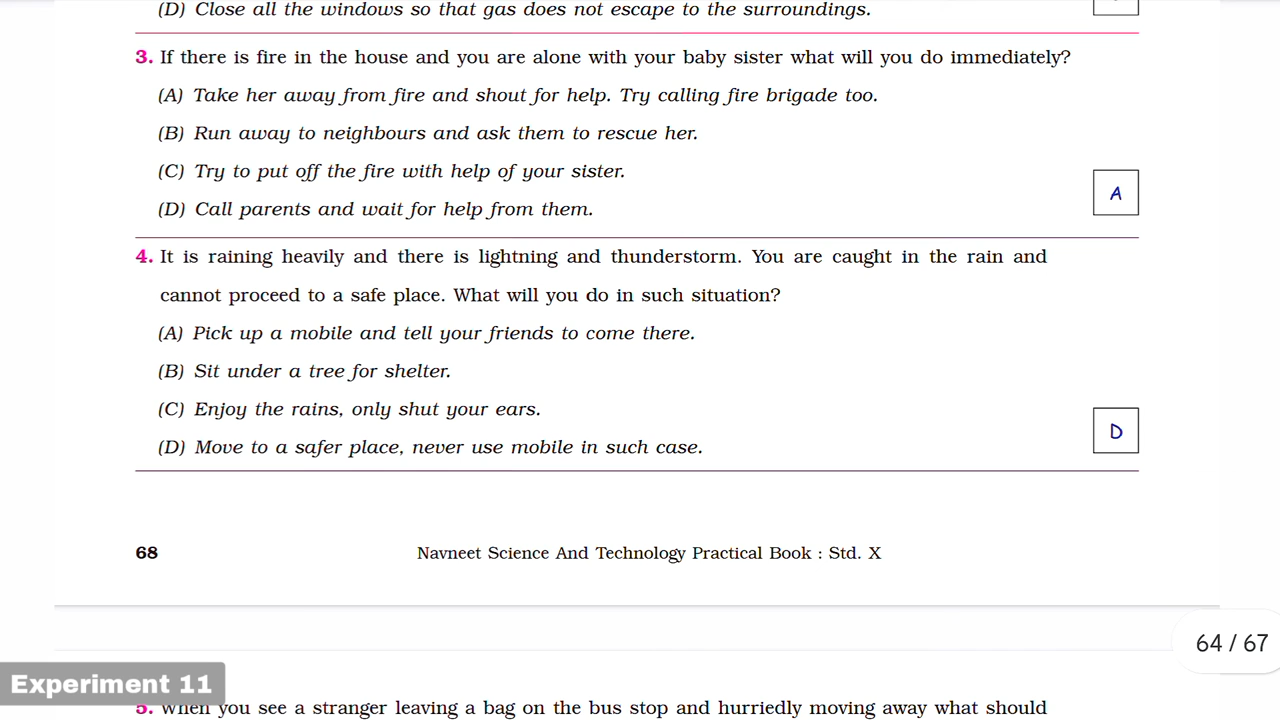 (D) Close all the windows so that gas does not escape to the surroundings.
3. If there is fire in the house and you are alone with your baby sister what will you do immediately?
(A) Take her away from fire and shout for help. Try calling fire brigade too.
(B) Run away to neighbours and ask them to rescue her.
(C) Try to put off the fire with help of your sister.
(D) Call parents and wait for help from them.
A
4. It is raining heavily and there is lightning and thunderstorm. You are caught in the rain and
cannot proceed to a safe place. What will you do in such situation?
(A) Pick up a mobile and tell your friends to come there.
(B) Sit under a tree for shelter.
(C) Enjoy the rains, only shut your ears.
(D) Move to a safer place, never use mobile in such case.
D
68 Navneet Science And Technology Practical Book : Std. X
64 / 67
Experiment 11
5. When you see a stranger leaving a bag on the bus stop and hurriedly moving away what should